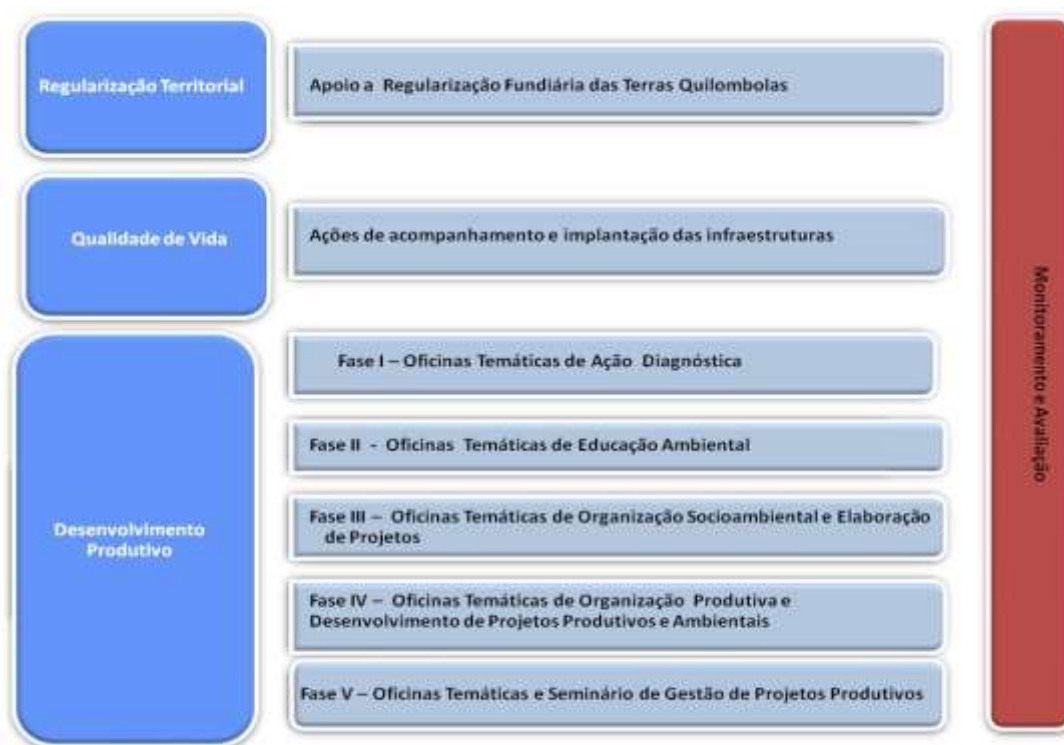 Regularização Territorial
Apoio a Regularização Fundiária das Terras Quilombolas
Qualidade de Vida
Ações de acompanhamento e implantação das infraestruturas
Desenvolvimento
Produtivo
Fase I – Oficinas Temáticas de Ação Diagnóstica
Fase II - Oficinas Temáticas de Educação Ambiental
Fase III – Oficinas Temáticas de Organização Socioambiental e Elaboração
de Projetos
Fase IV – Oficinas Temáticas de Organização Produtiva e
Desenvolvimento de Projetos Produtivos e Ambientais
Fase V – Oficinas Temáticas e Seminário de Gestão de Projetos Produtivos
Monitoramento e Avaliação